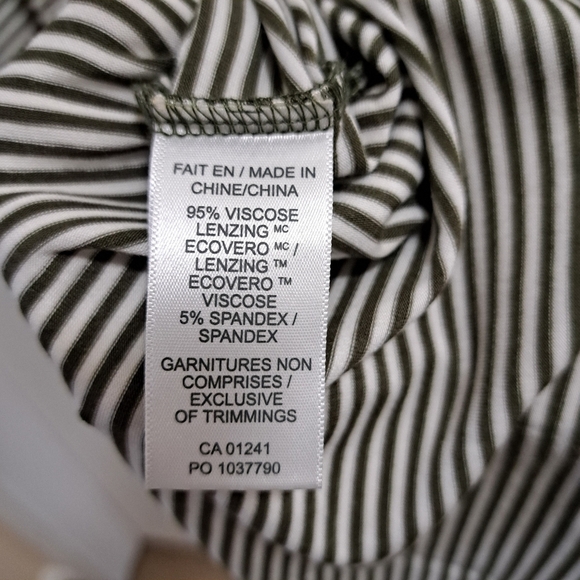 FAIT EN / MADE IN
CHINE/CHINA
95% VISCOSE
LENZING MC
ECOVERO MC /
LENZING TM
ECOVERO TM
VISCOSE
5% SPANDEX /
SPANDEX
GARNITURES NON
COMPRISES /
EXCLUSIVE
OF TRIMMINGS
CA 01241
PO 1037790